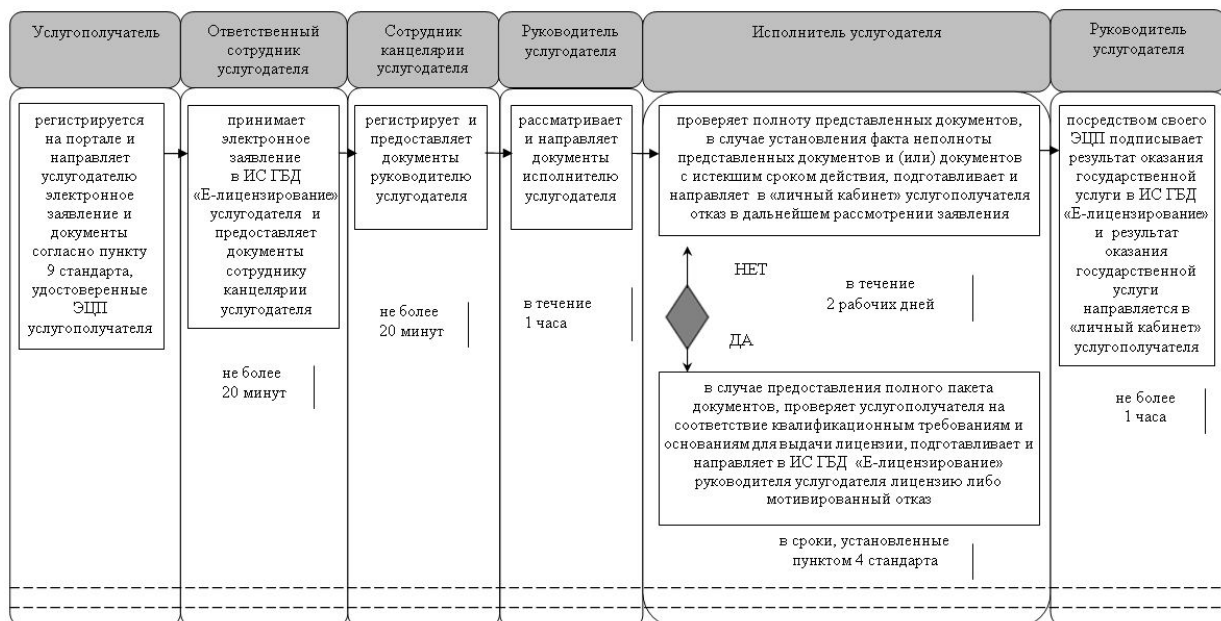 Услугополучатель
Ответственный
сотрудник
услугодателя
Сотрудник
канцелярии
услугодателя
Руководитель
услугодателя
Исполнитель услугодателя
Руководитель
услугодателя
регистрируется
на портале и
направляет
услугодателю
электронное
заявление и
документы
согласно пункту
9 стандарта,
удостоверенные
ЭЦП
услугополучателя
принимает
электронное
заявление
в ИС ГБД
«Е-лицензирование»
услугодателя и
предоставляет
документы
сотруднику
канцелярии
услугодателя
не более
20 минут
регистрирует и
предоставляет
документы
руководителю
услугодателя
не более
20 минут
рассматривает
и направляет
документы
исполнителю
услугодателя
в течение
1 часа
проверяет полноту представленных документов,
в случае установления факта неполноты
представленных документов и (или) документов
с истекшим сроком действия, подготавливает и
направляет в «личный кабинет» услугополучателя
отказ в дальнейшем рассмотрении заявления
НЕТ
в течение
2 рабочих дней
ДА
в случае предоставления полного пакета
документов, проверяет услугополучателя на
соответствие квалификационным требованиям и
основаниям для выдачи лицензии, подготавливает и
направляет в ИС ГБД «Е-лицензирование»
руководителя услугодателя лицензию либо
мотивированный отказ
в сроки, установленные
пунктом 4 стандарта
посредством своего
ЭЦП подписывает
результат оказания
государственной
услуги в ИС ГБД
«Е-лицензирование»
и результат
оказания
государственной
услуги
направляется в
«личный кабинет»
услугополучателя
не более
1 часа